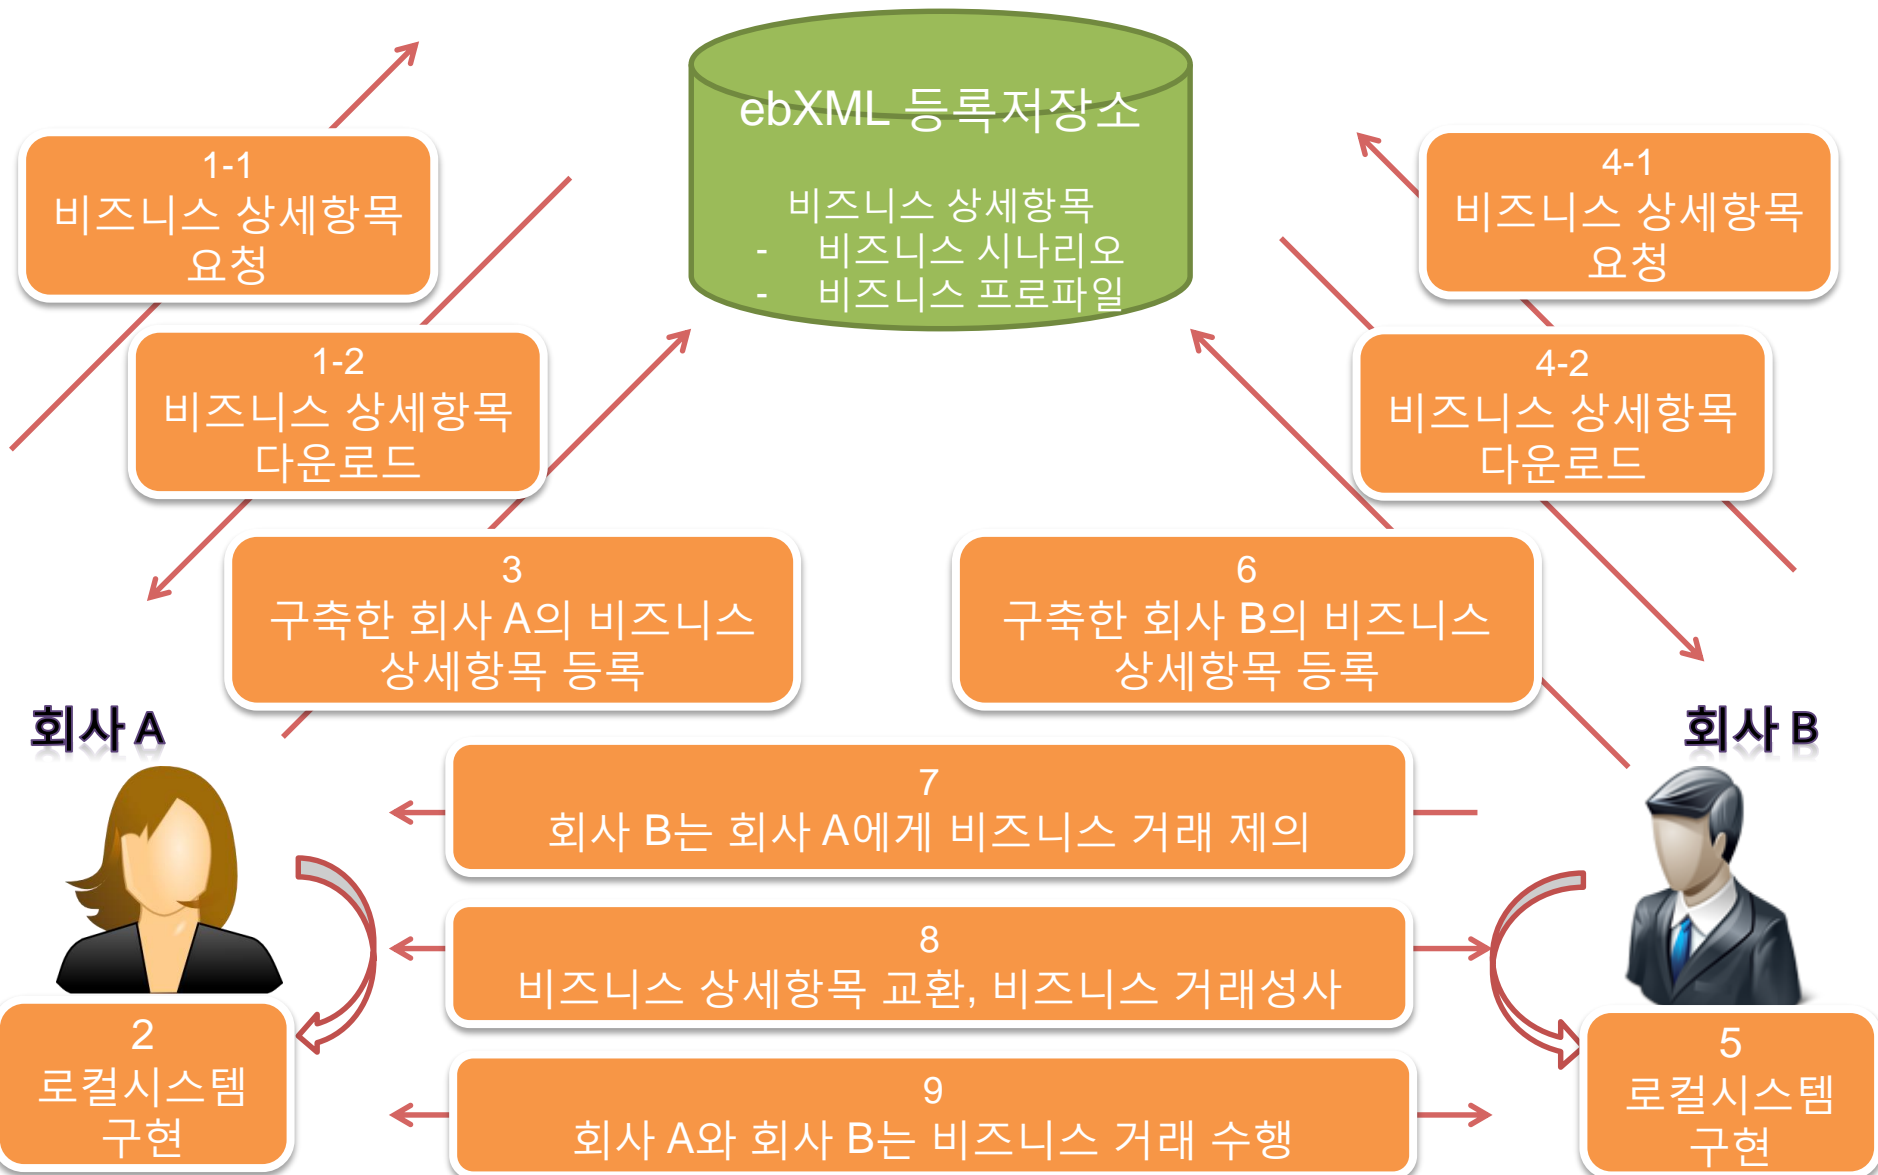 ebXML 등록저장소
비즈니스 상세항목
- 비즈니스 시나리오
- 비즈니스 프로파일
1-1
비즈니스 상세항목
요청
1-2
비즈니스 상세항목
다운로드
3
구축한 회사 A의 비즈니스
상세항목 등록
4-1
비즈니스 상세항목
요청
4-2
비즈니스 상세항목
다운로드
6
구축한 회사 B의 비즈니스
상세항목 등록
회사 A
회사 B
7
회사 B는 회사 A에게 비즈니스 거래 제의
8
비즈니스 상세항목 교환, 비즈니스 거래성사
9
회사 A와 회사 B는 비즈니스 거래 수행
2
로컬시스템
구현
5
로컬시스템
구현